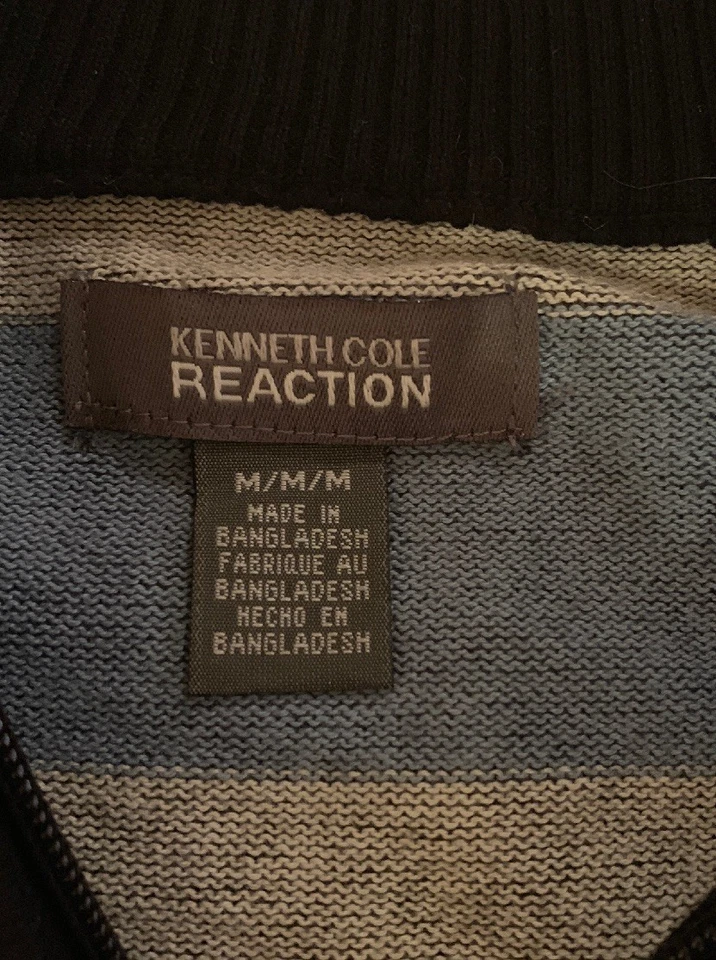 KENNETH COLE
REACTION
M/M/M
MADE IN
BANGLADESH
FABRIQUE AU
BANGLADESH
HECHO EN
BANGLADESH